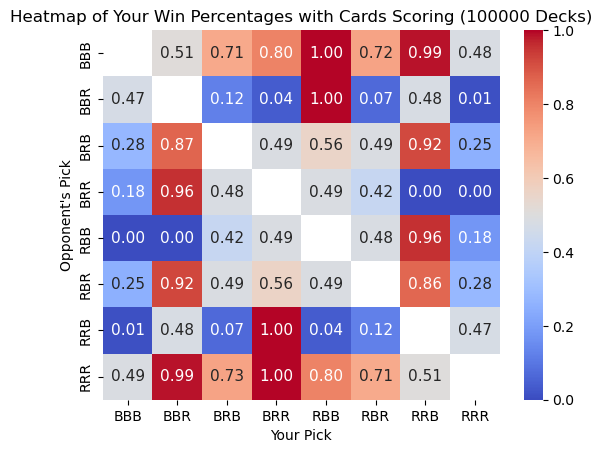 Heatmap of Your Win Percentages with Cards Scoring (100000 Decks)
Opponent's Pick
BBB 0.51 0.71 0.80 1.00 0.72 0.99 0.48
BBR 0.47 0.12 0.04 1.00 0.07 0.48 0.01
BRB 0.28 0.87 0.49 0.56 0.49 0.92 0.25
BRR 0.18 0.96 0.48 0.49 0.42 0.00 0.00
RBB 0.00 0.00 0.42 0.49 0.48 0.96 0.18
RBR 0.25 0.92 0.49 0.56 0.49 0.86 0.28
RRB 0.01 0.48 0.07 1.00 0.04 0.12 0.47
RRR 0.49 0.99 0.73 1.00 0.80 0.71 0.51
BBB BBR BRB BRR RBB RBR RRB RRR
Your Pick
1.0
0.8
0.6
0.4
0.2
0.0